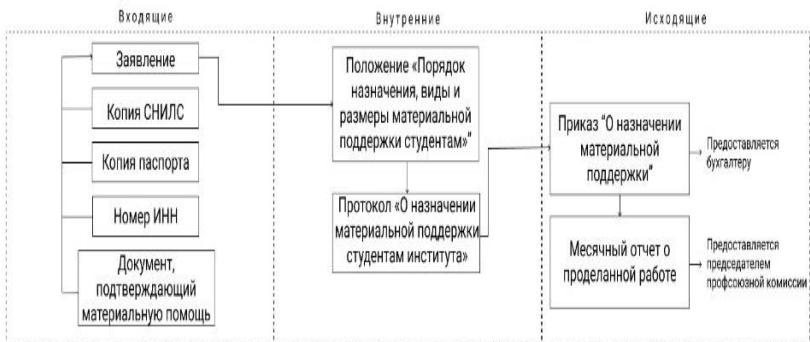 Входящие
Внутренние
Исходящие
Заявление
Копия СНИЛС
Копия паспорта
Номер ИНН
Документ,
подтверждающий
материальную помощь
Положение «Порядок
назначения, виды и
размеры материальной
поддержки студентам»"
Протокол «О назначении
материальной поддержки
студентам института»
Приказ "О назначении
материальной
поддержки"
Предоставляется
бухгалтеру
Месячный отчет о
проделанной работе
Предоставляется
председателем
профсоюзной комиссии